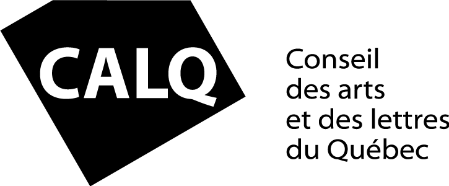 CALQ
Conseil
des arts
et des lettres
du Québec